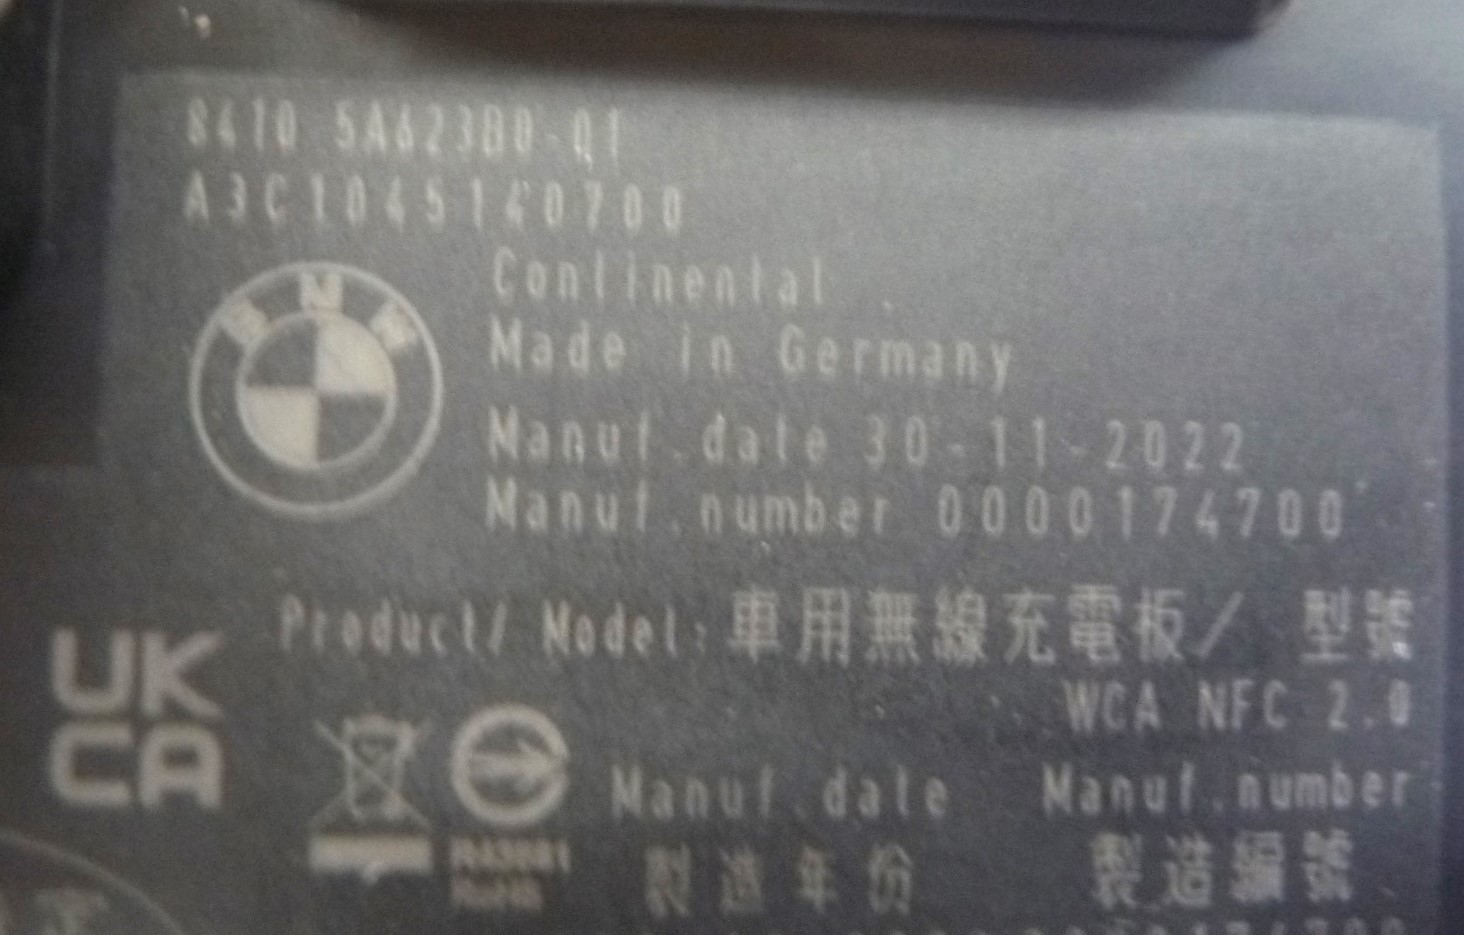 8410 5A623B0-01
A3C1045140700
BMW
Continental
Made in Germany
Manuf.date 30-11-2022
Manuf.number 0000174700
Product/ Model: 車用無線充電板/ 型號
WCA NFC 2.0
UK
CA
Manuf.date Manuf.number
製造年份 製造編號